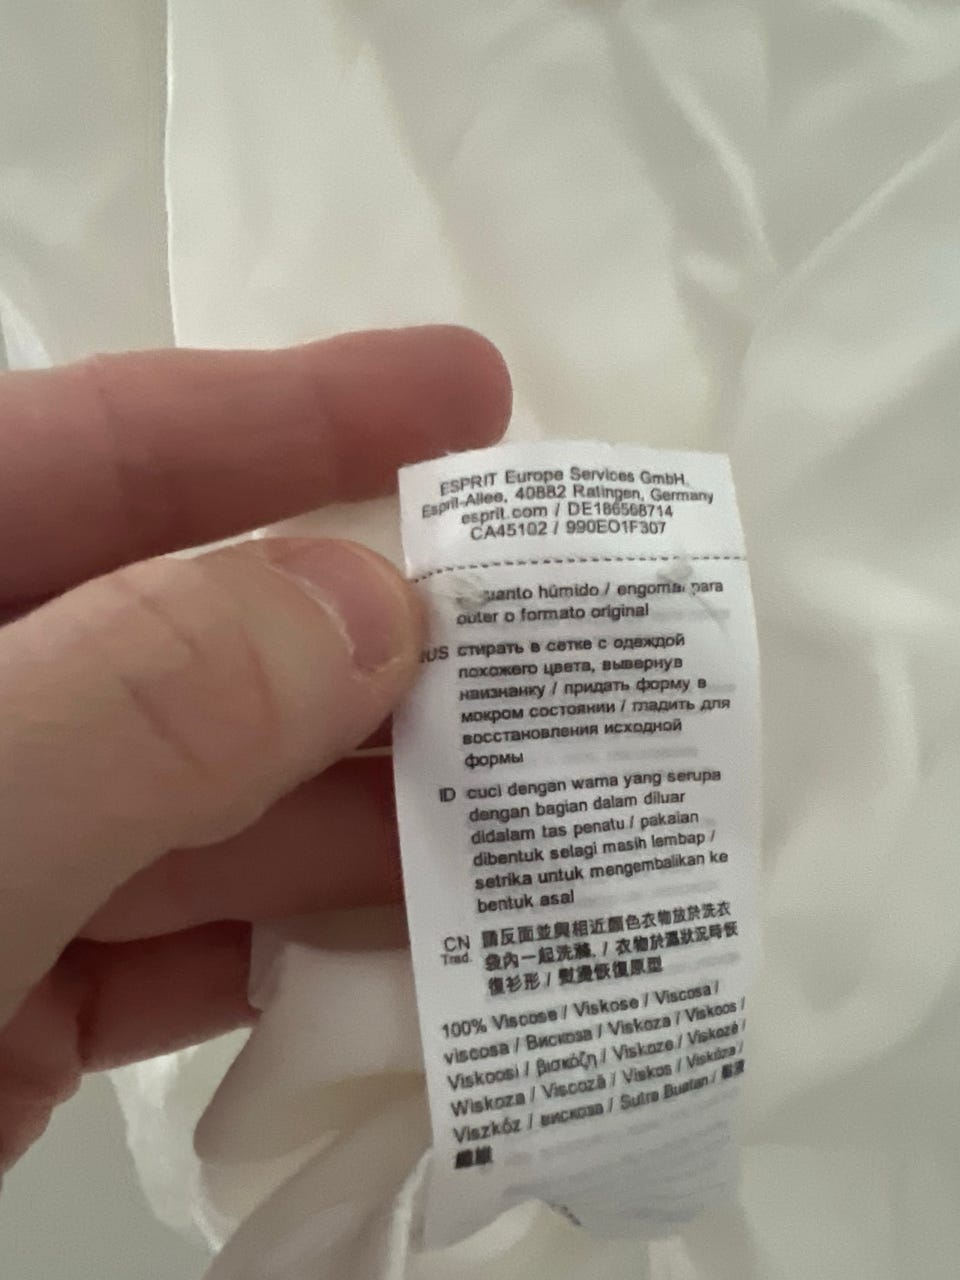 ESPRIT Europe Services GmbH,
Esprit-Allee, 40882 Ratingen, Germany
esprit.com / DE186568714
CA45102 / 990EO1F307
húmido / engomar para
formato original
RUS стирать в сетке с одеждой
похожего цвета, вывернув
наизнанку / придать форму в
мокром состоянии / гладить для
восстановления исходной
формы
ID cuci dengan warna yang serupa
dengan bagian dalam diluar
didalam tas penatu / pakaian
dibentuk selagi masih lembap /
setrika untuk mengembalikan ke
bentuk asal
CN 請反面並與相近顏色衣物放於洗衣
Trad. 袋內一起洗滌. / 衣物於濕狀況時恢
復衫形 / 熨燙恢復原型
100% Viscose / Viskose / Viscosa /
viscosa / Вискоза / Viskoza / Viskoos /
Viskoosi / βισκόζη / Viskoze / Viskozė /
Wiskoza / Viscoză / Viskos / Viskóza /
Viszkóz / вискоза / Sutra Buatan /
纖維